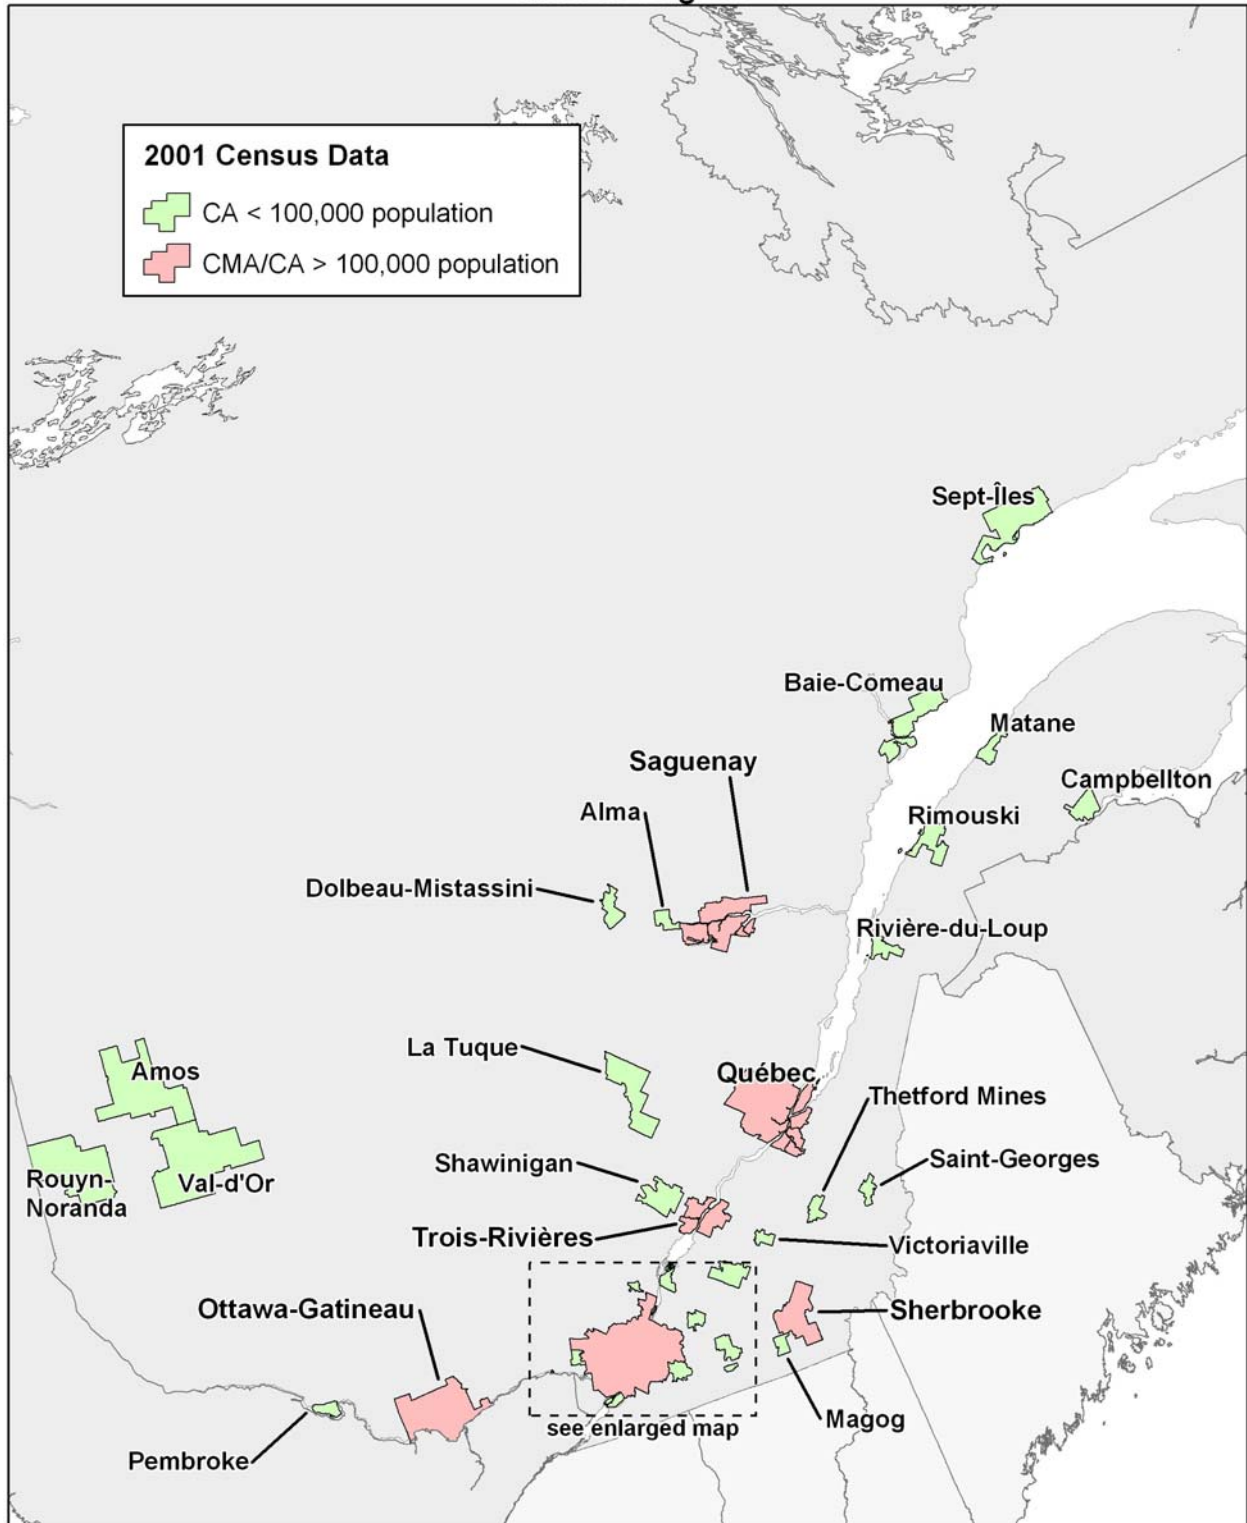 2001 Census Data
CA < 100,000 population
CMA/CA > 100,000 population
Sept-Îles
Baie-Comeau
Matane
Saguenay
Campbellton
Alma
Rimouski
Dolbeau-Mistassini
Rivière-du-Loup
La Tuque
Amos
Québec
Thetford Mines
Shawinigan
Saint-Georges
Rouyn-
Noranda
Val-d'Or
Trois-Rivières
Victoriaville
Ottawa-Gatineau
Sherbrooke
see enlarged map
Magog
Pembroke